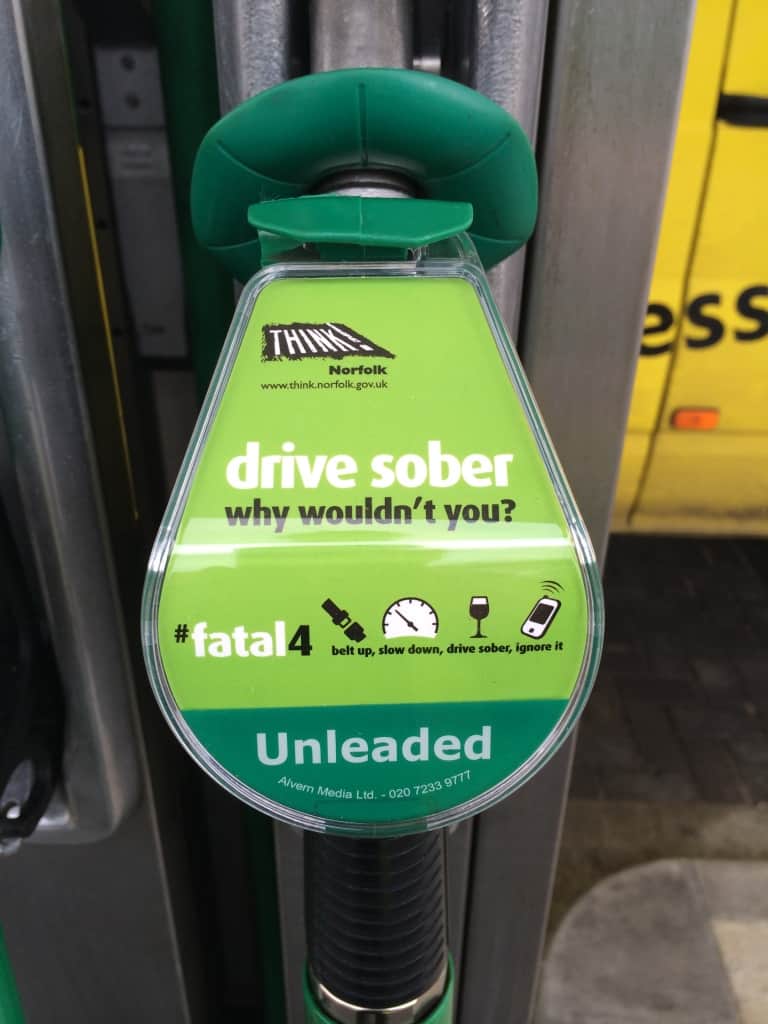 THINK!
Norfolk
www.think.norfolk.gov.uk
drive sober
why wouldn't you?
#fatal4
belt up, slow down, drive sober, ignore it
Unleaded
Alvern Media Ltd. - 020 7233 9777
ess